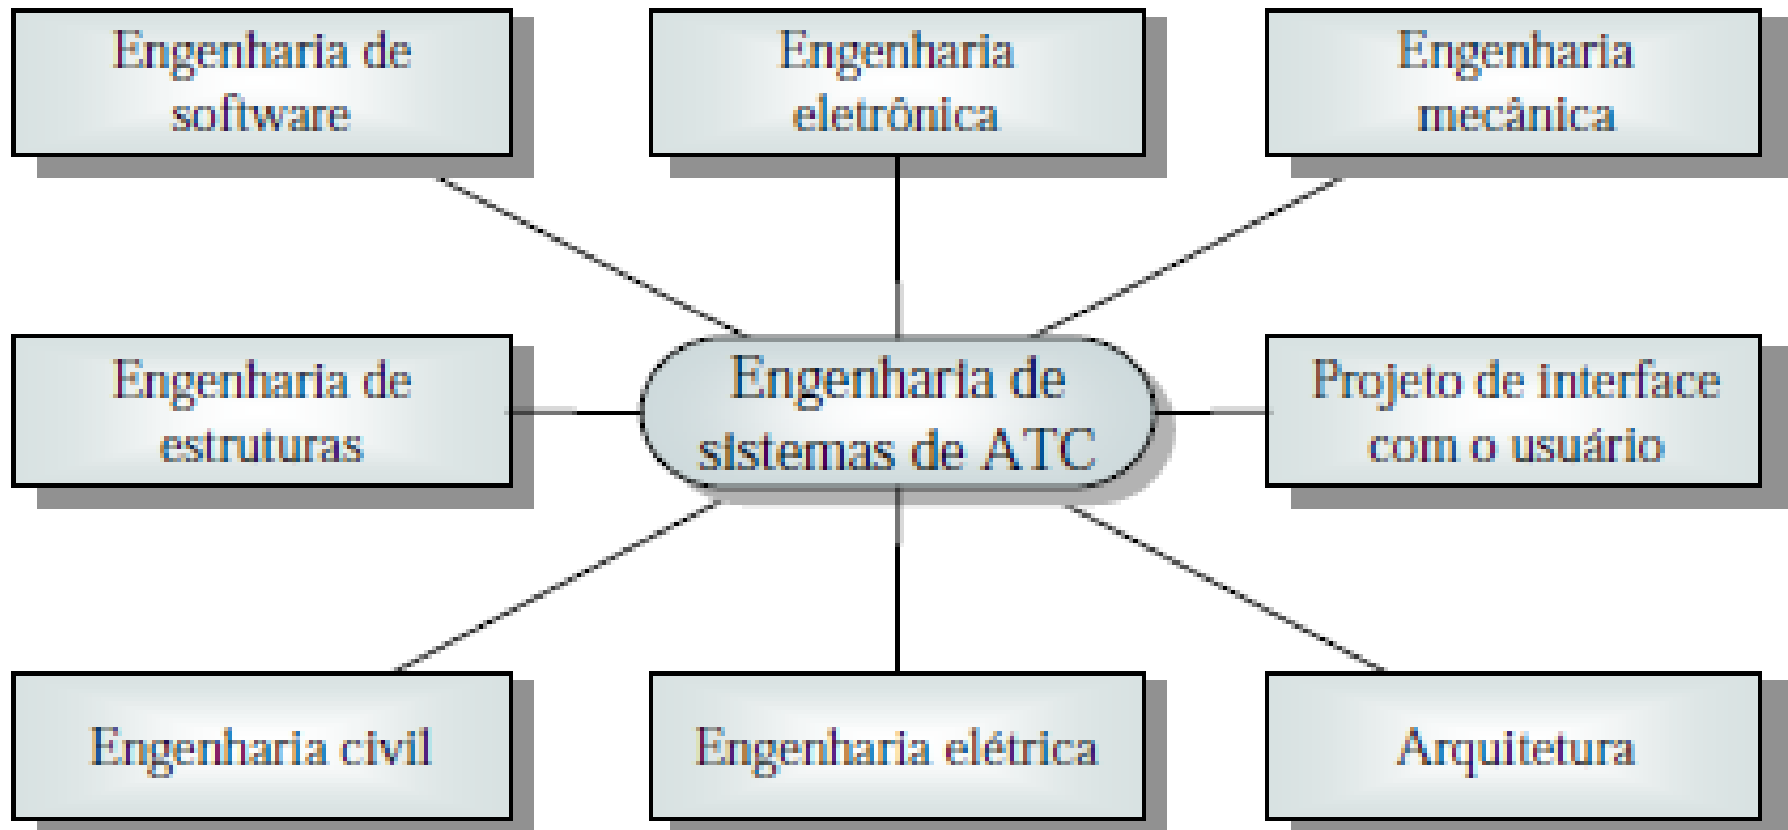 Engenharia de
software
Engenharia
eletrônica
Engenharia
mecânica
Engenharia de
estruturas
Engenharia de
sistemas de ATC
Projeto de interface
com o usuário
Engenharia civil
Engenharia elétrica
Arquitetura